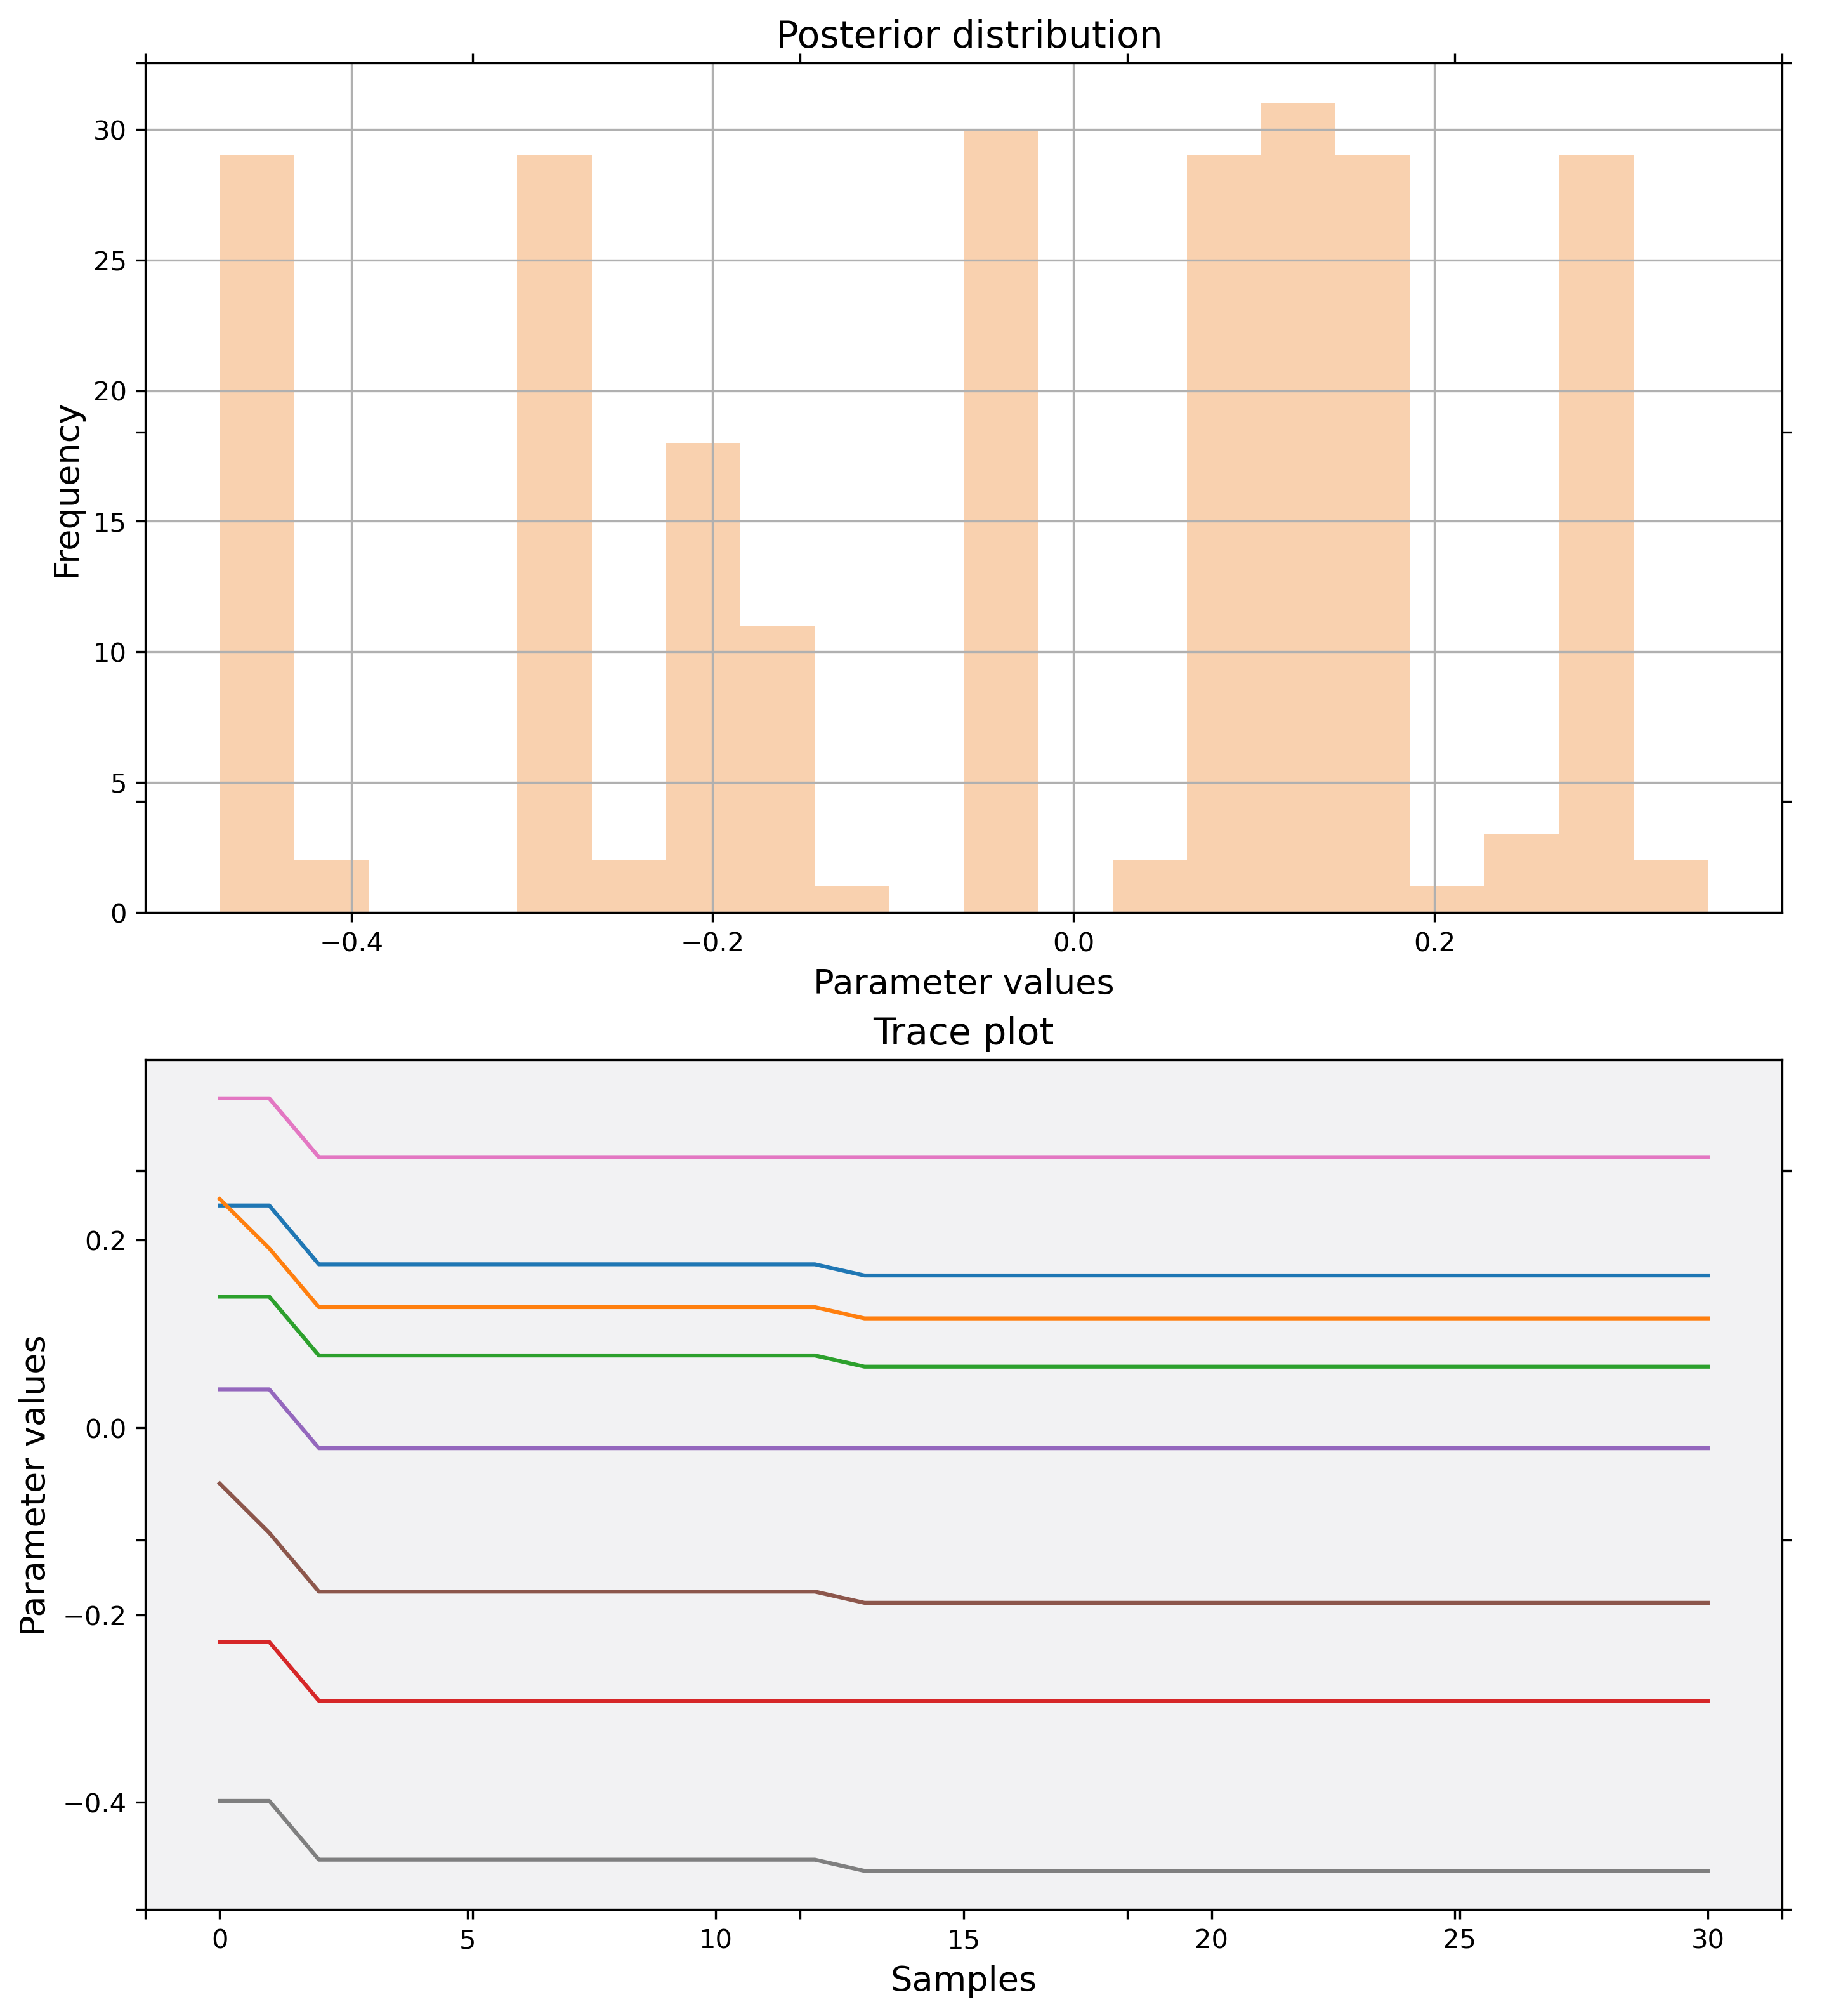 Posterior distribution
30
25
20
15
10
5
0
Frequency
−0.4 −0.2 0.0 0.2
Parameter values
Trace plot
0.2
0.0
−0.2
−0.4
Parameter values
0 5 10 15 20 25 30
Samples